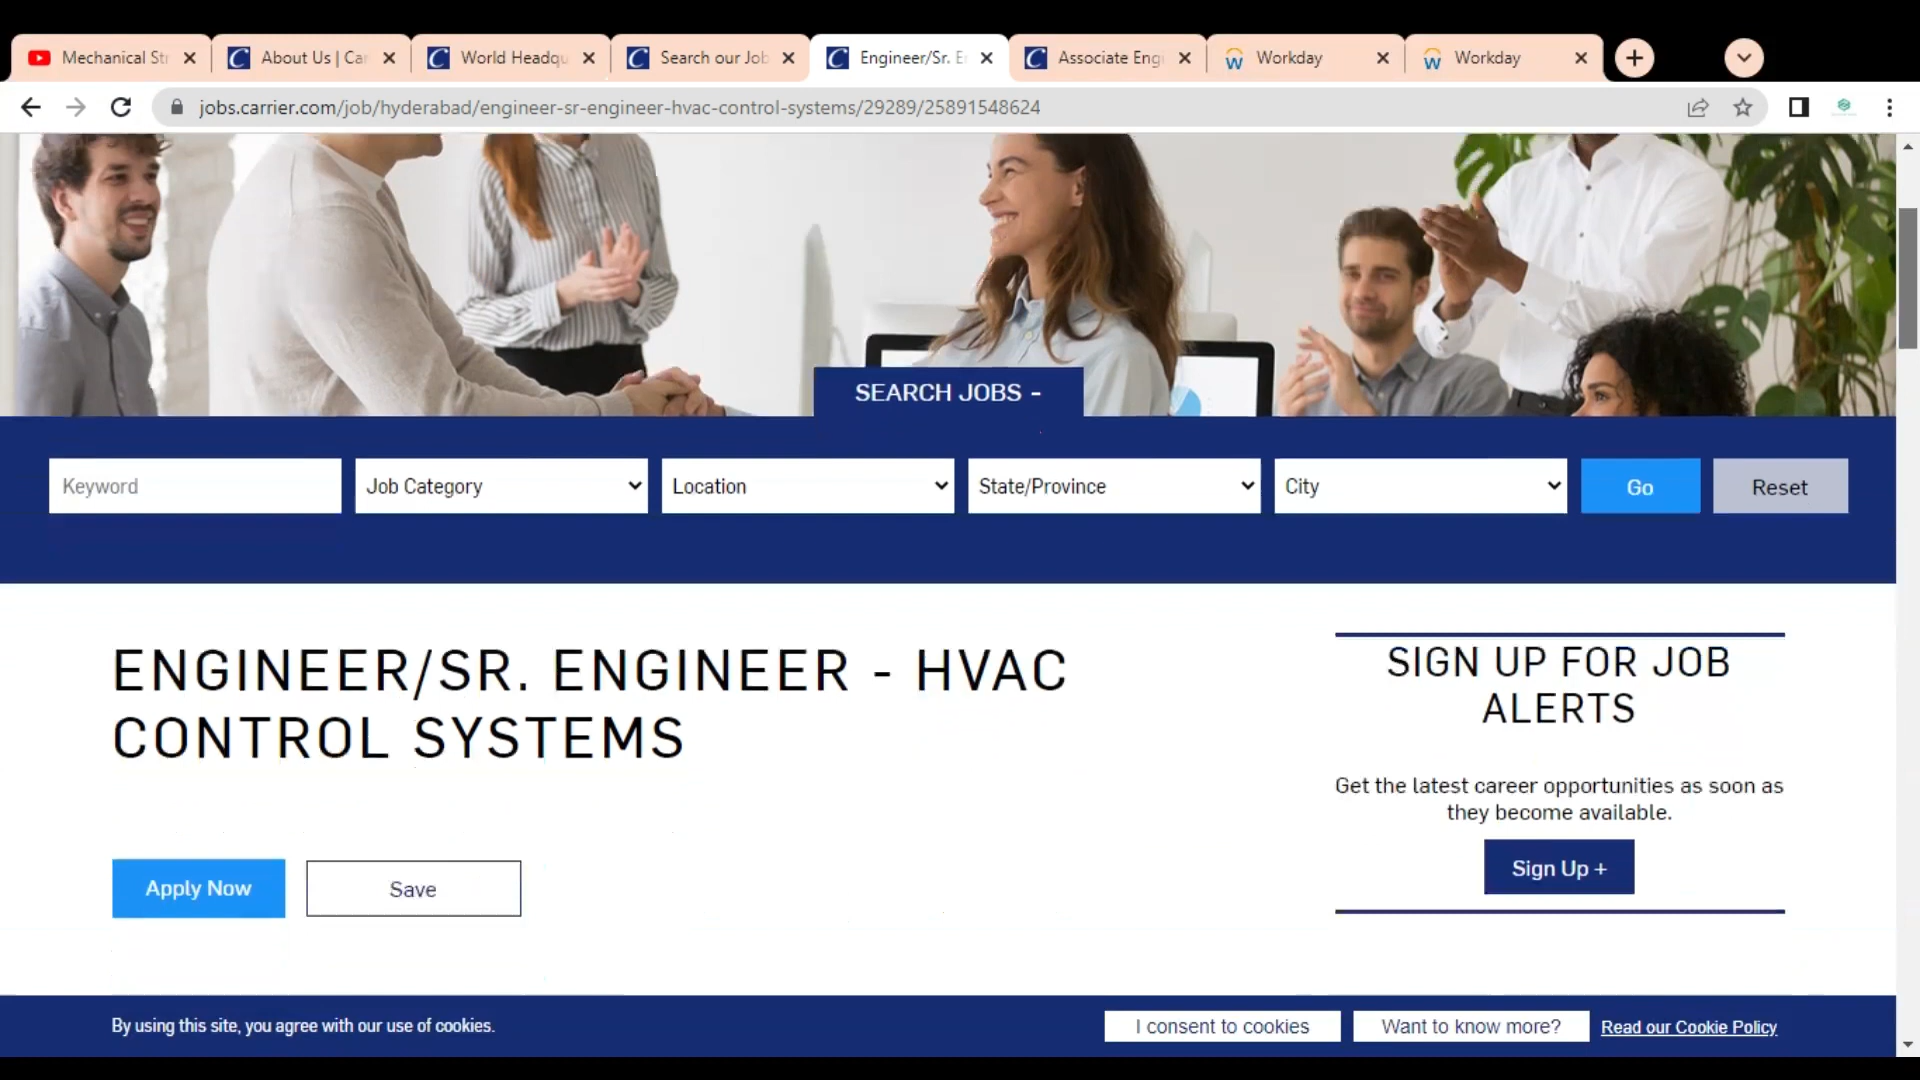 Mechanical Str
About Us | Car
World Headqu
Search our Job
Engineer/Sr. E
Associate Engi
Workday
Workday
jobs.carrier.com/job/hyderabad/engineer-sr-engineer-hvac-control-systems/29289/25891548624
SEARCH JOBS -
Keyword
Job Category
Location
State/Province
City
Go
Reset
ENGINEER/SR. ENGINEER - HVAC
CONTROL SYSTEMS
Apply Now
Save
SIGN UP FOR JOB
ALERTS
Get the latest career opportunities as soon as
they become available.
Sign Up +
By using this site, you agree with our use of cookies.
I consent to cookies
Want to know more?
Read our Cookie Policy